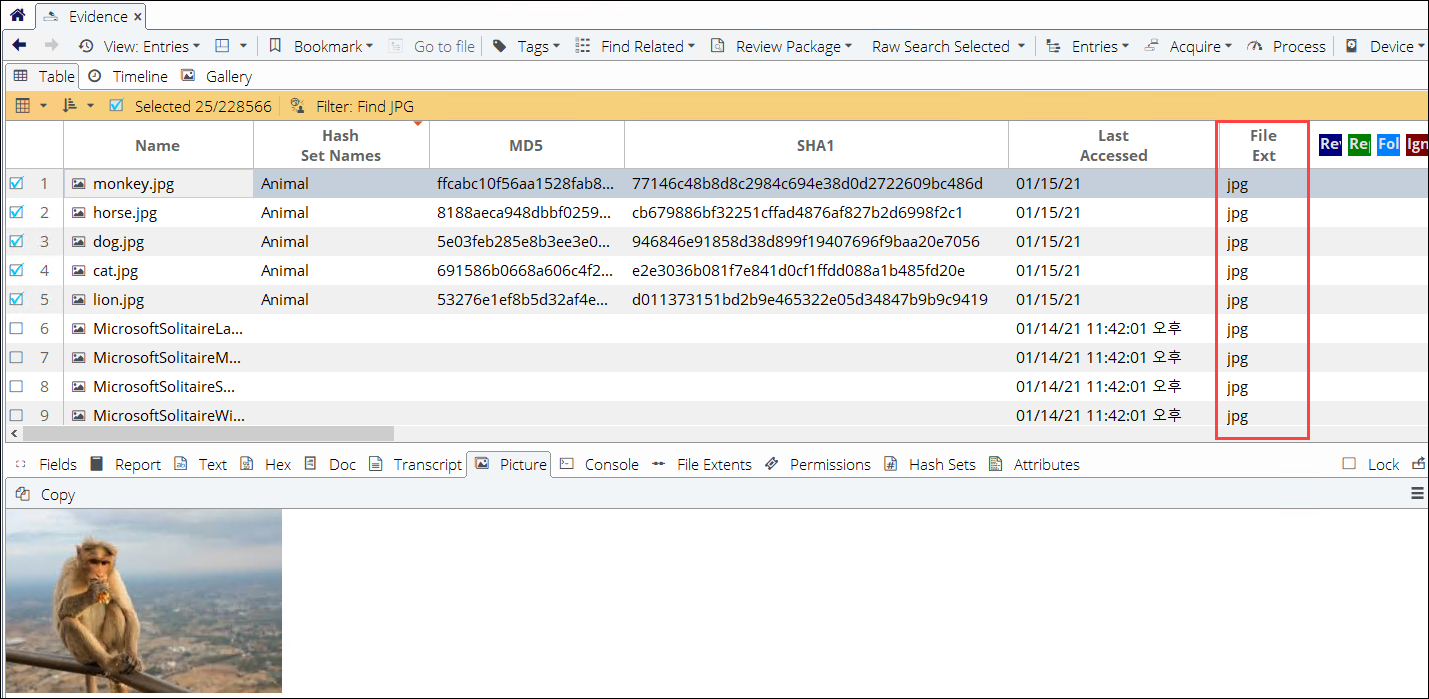 Evidence ×
View: Entries Bookmark Go to file Tags Find Related Review Package Raw Search Selected Entries Acquire Process Device
Table Timeline Gallery
Selected 25/228566 Filter: Find JPG
Name Hash Set Names MD5 SHA1 Last Accessed File Ext Re Re Fol Ign
1 monkey.jpg Animal ffcabc10f56aa1528fab8... 77146c48b8d8c2984c694e38d0d2722609bc486d 01/15/21 jpg
2 horse.jpg Animal 8188aeca948dbbf0259... cb679886bf32251cffad4876af827b2d6998f2c1 01/15/21 jpg
3 dog.jpg Animal 5e03feb285e8b3ee3e0... 946846e91858d38d899f19407696f9baa20e7056 01/15/21 jpg
4 cat.jpg Animal 691586b0668a606c4f2... e2e3036b081f7e841d0cf1ffdd088a1b485fd20e 01/15/21 jpg
5 lion.jpg Animal 53276e1ef8b5d32af4e... d011373151bd2b9e465322e05d34847b9b9c9419 01/15/21 jpg
6 MicrosoftSolitaireLa... 01/14/21 11:42:01 오후 jpg
7 MicrosoftSolitaireM... 01/14/21 11:42:01 오후 jpg
8 MicrosoftSolitaireS... 01/14/21 11:42:01 오후 jpg
9 MicrosoftSolitaireWi... 01/14/21 11:42:01 오후 jpg
Fields Report Text Hex Doc Transcript Picture Console File Extents Permissions Hash Sets Attributes Lock
Copy